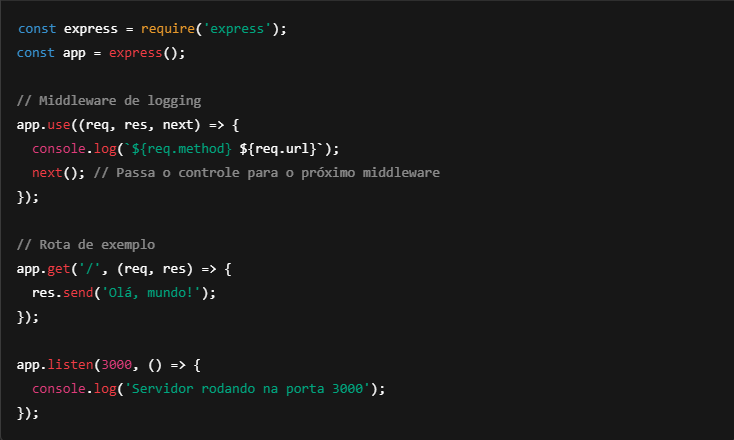 const express = require('express');
const app = express();
// Middleware de logging
app.use((req, res, next) => {
console.log(`${req.method} ${req.url}`);
next(); // Passa o controle para o próximo middleware
});
// Rota de exemplo
app.get('/', (req, res) => {
res.send('Olá, mundo!');
});
app.listen(3000, () => {
console.log('Servidor rodando na porta 3000');
});